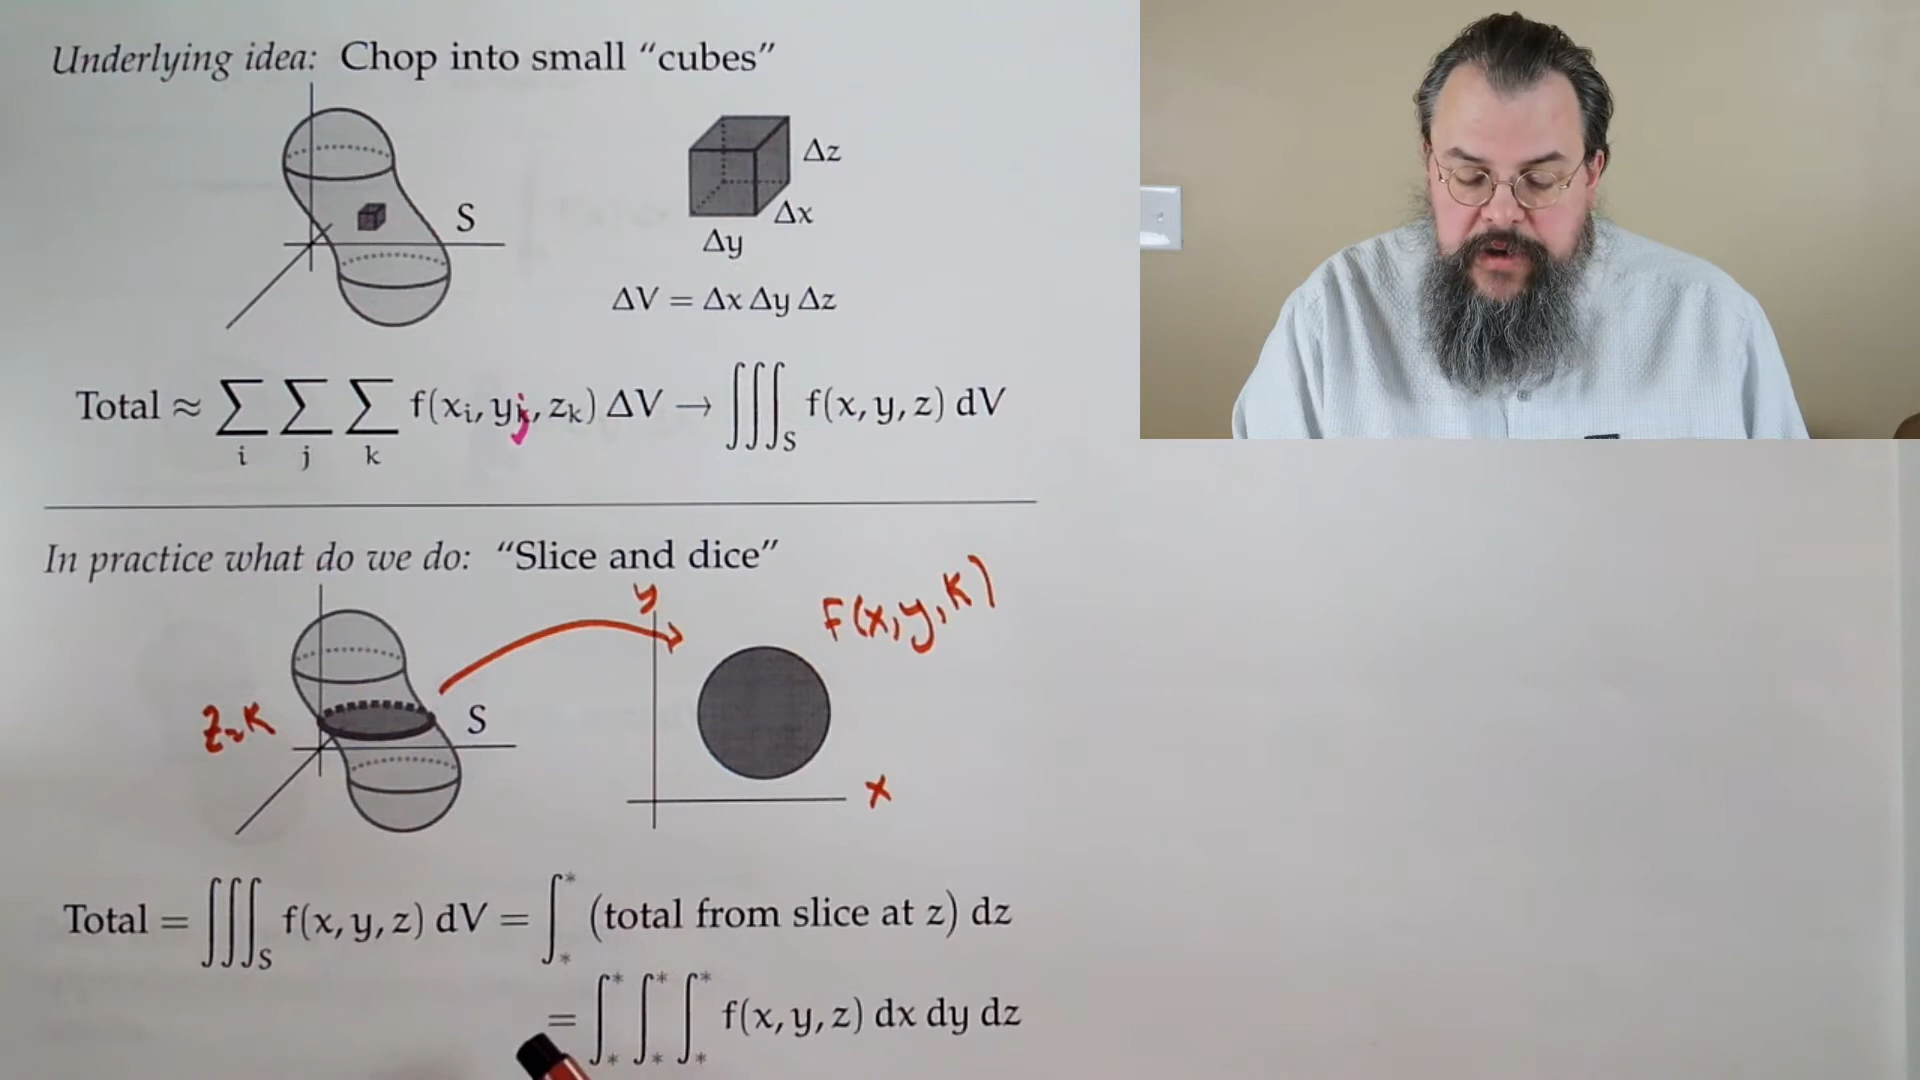 Underlying idea: Chop into small “cubes”
Δz
S
Δx
Δy
ΔV = Δx Δy Δz
Total ≈ ∑ᵢ ∑ⱼ ∑ₖ f(xᵢ, yⱼ, zₖ) ΔV → ∭_S f(x, y, z) dV
In practice what do we do: “Slice and dice”
y
F(x,y,K)
z=K
S
x
Total = ∭_S f(x, y, z) dV = ∫_*^* (total from slice at z) dz
= ∫_*^* ∫_*^* ∫_*^* f(x, y, z) dx dy dz